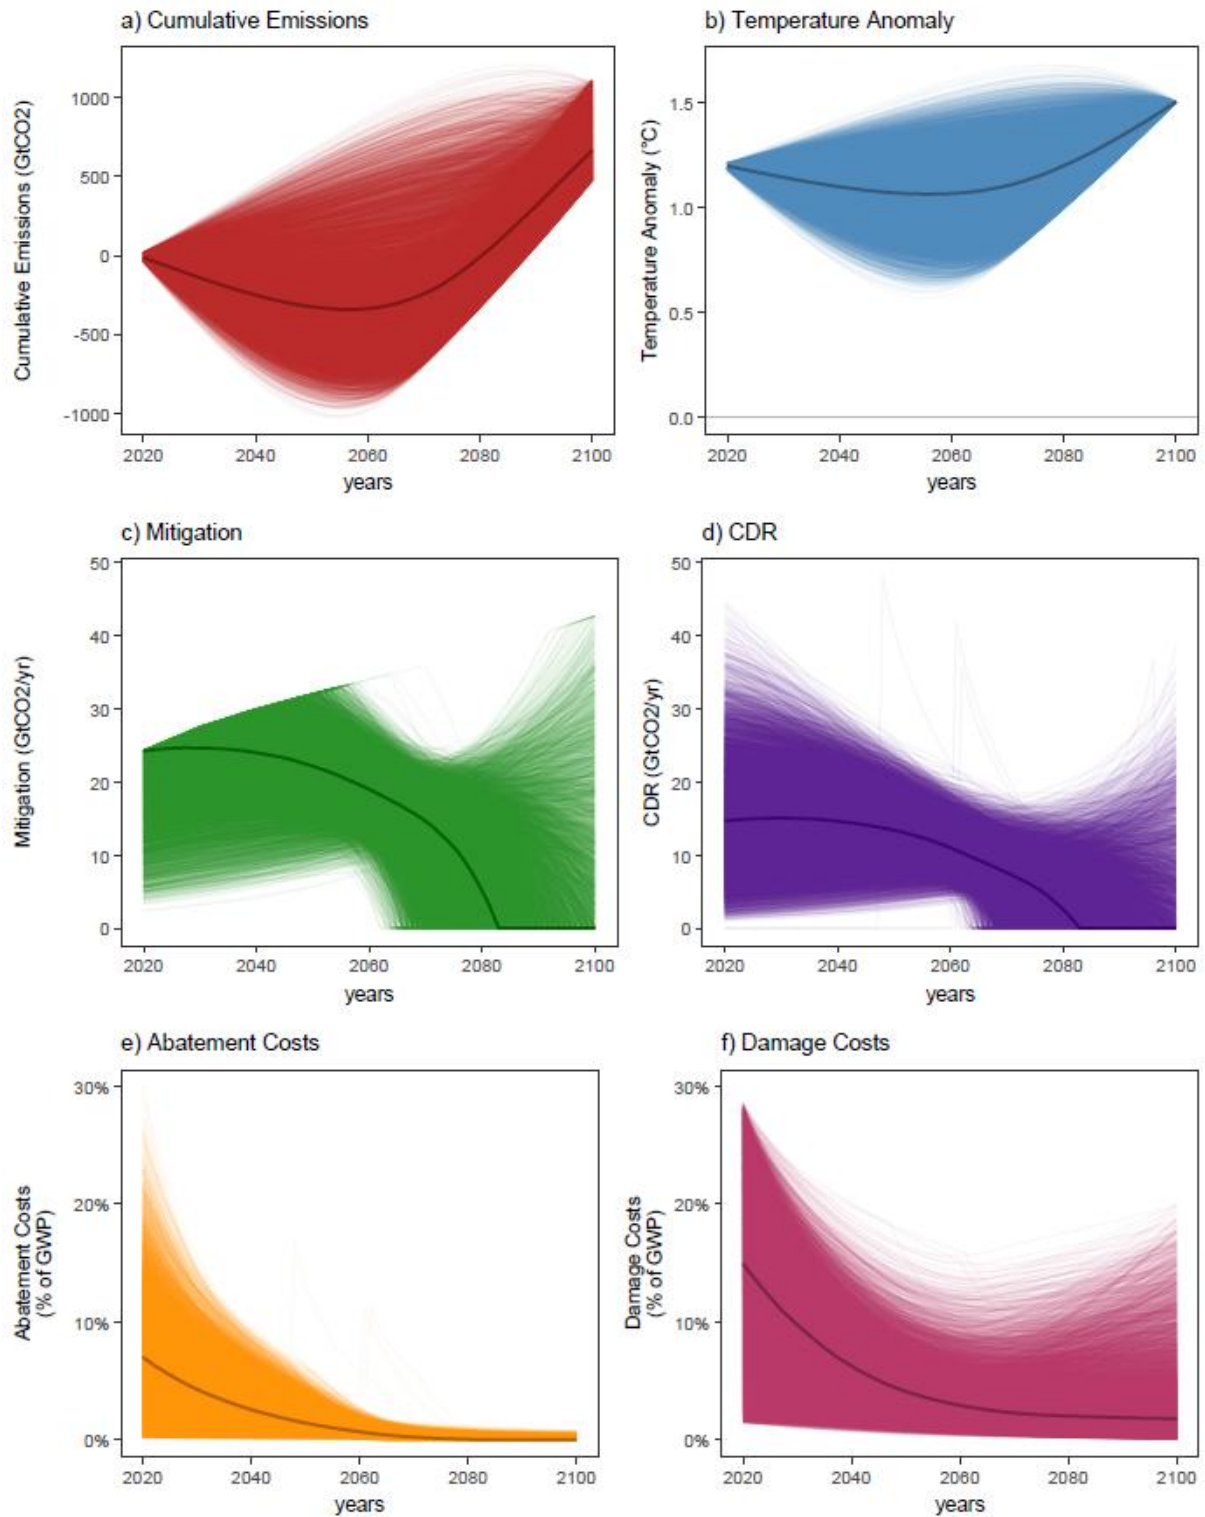 a) Cumulative Emissions
Cumulative Emissions (GtCO2)
1000
500
0
-500
-1000
2020 2040 2060 2080 2100
years
b) Temperature Anomaly
Temperature Anomaly (°C)
1.5
1.0
0.5
0.0
2020 2040 2060 2080 2100
years
c) Mitigation
Mitigation (GtCO2/yr)
50
40
30
20
10
0
2020 2040 2060 2080 2100
years
d) CDR
CDR (GtCO2/yr)
50
40
30
20
10
0
2020 2040 2060 2080 2100
years
e) Abatement Costs
Abatement Costs
(% of GWP)
30%
20%
10%
0%
2020 2040 2060 2080 2100
years
f) Damage Costs
Damage Costs
(% of GWP)
30%
20%
10%
0%
2020 2040 2060 2080 2100
years